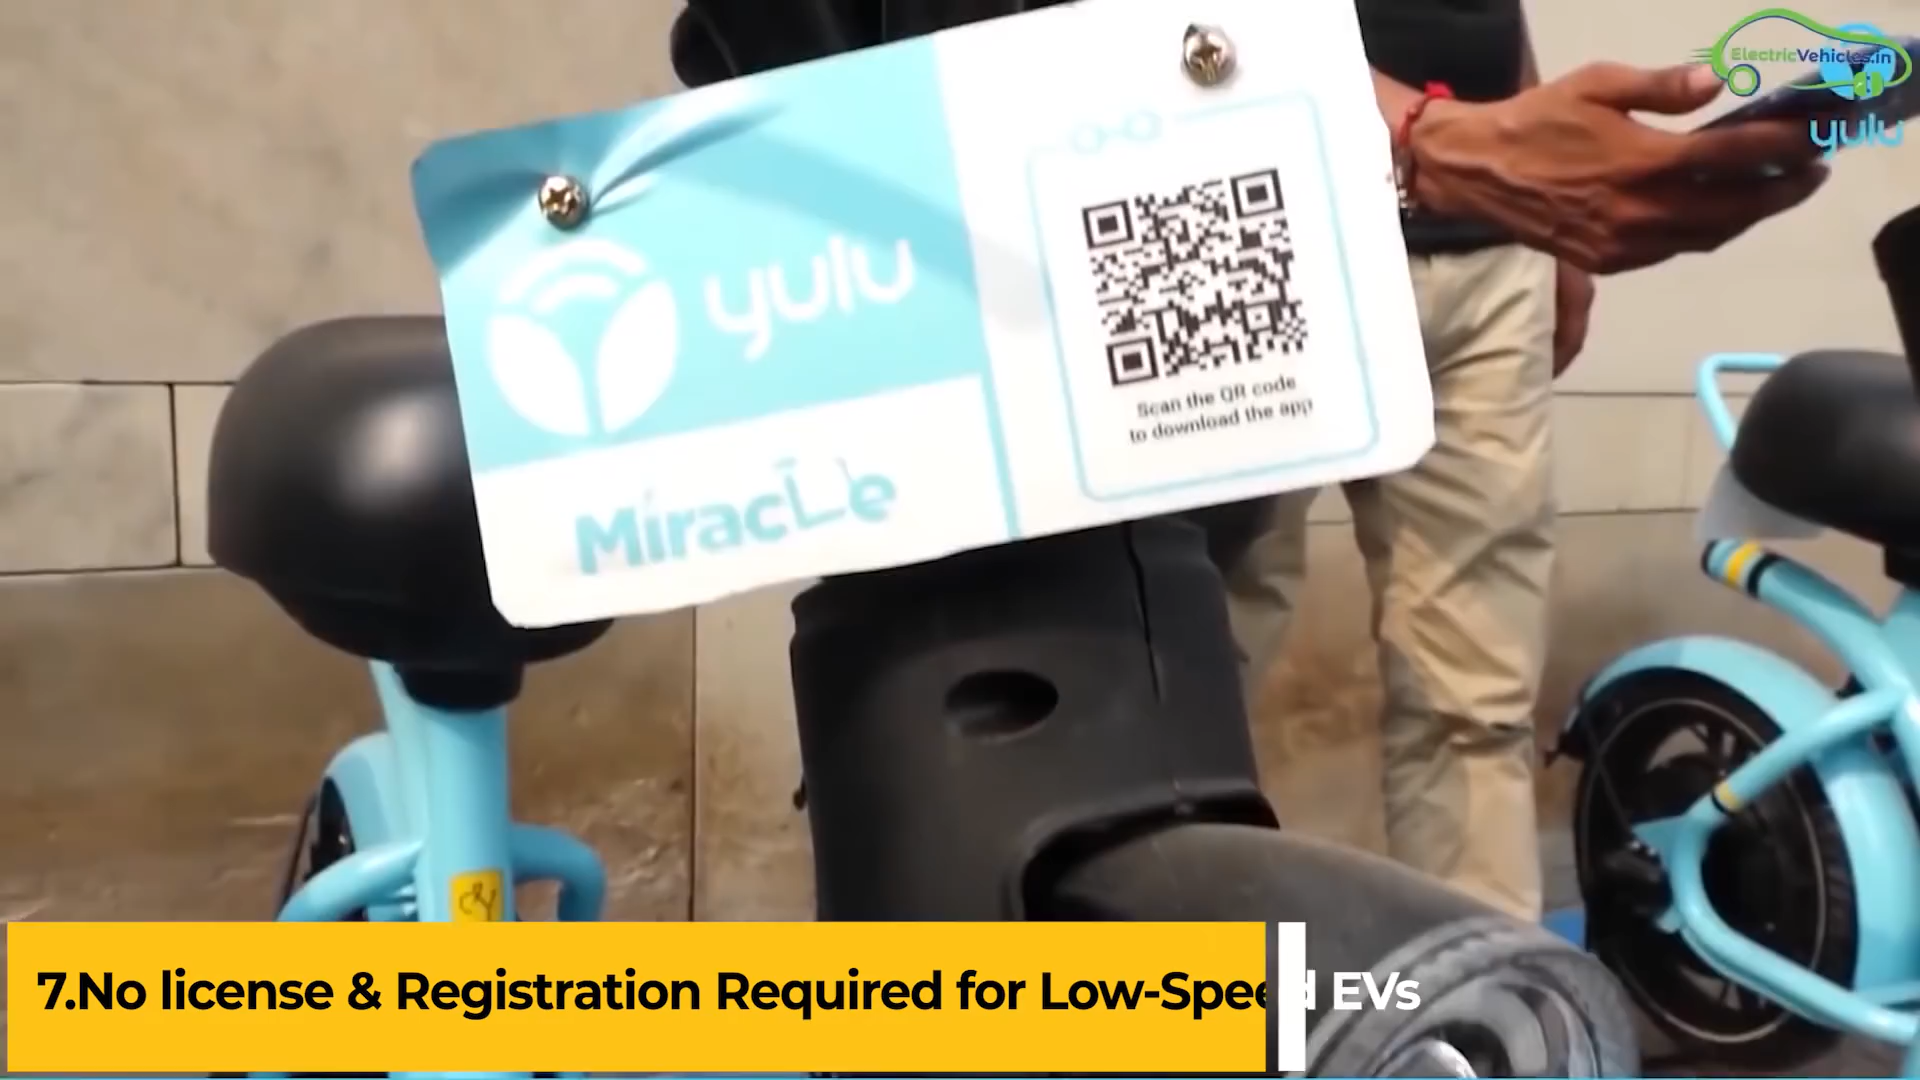 ElectricVehicles.in
yulu
yulu
Miracle
Scan the QR code
to download the app
7.No license & Registration Required for Low-Speed EVs